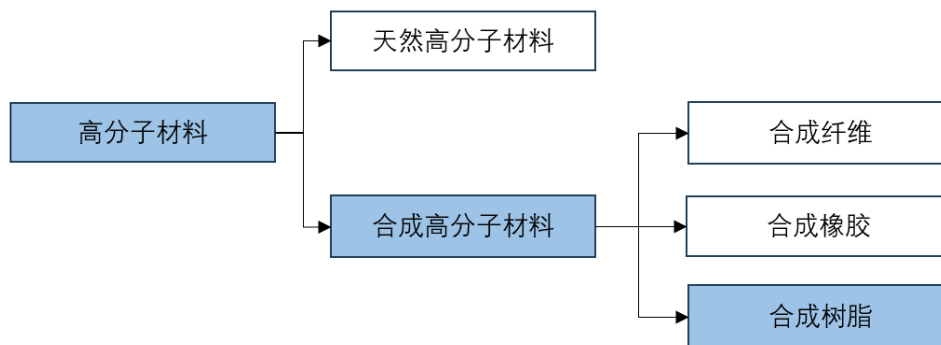 天然高分子材料
高分子材料
合成纤维
合成高分子材料
合成橡胶
合成树脂